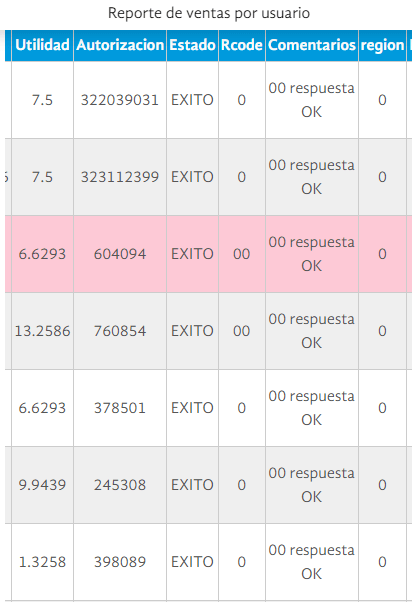 Reporte de ventas por usuario
Utilidad Autorizacion Estado Rcode Comentarios region
7.5 322039031 EXITO 0 00 respuesta OK 0
7.5 323112399 EXITO 0 00 respuesta OK 0
6.6293 604094 EXITO 00 00 respuesta OK 0
13.2586 760854 EXITO 00 00 respuesta OK 0
6.6293 378501 EXITO 0 00 respuesta OK 0
9.9439 245308 EXITO 0 00 respuesta OK 0
1.3258 398089 EXITO 0 00 respuesta OK 0